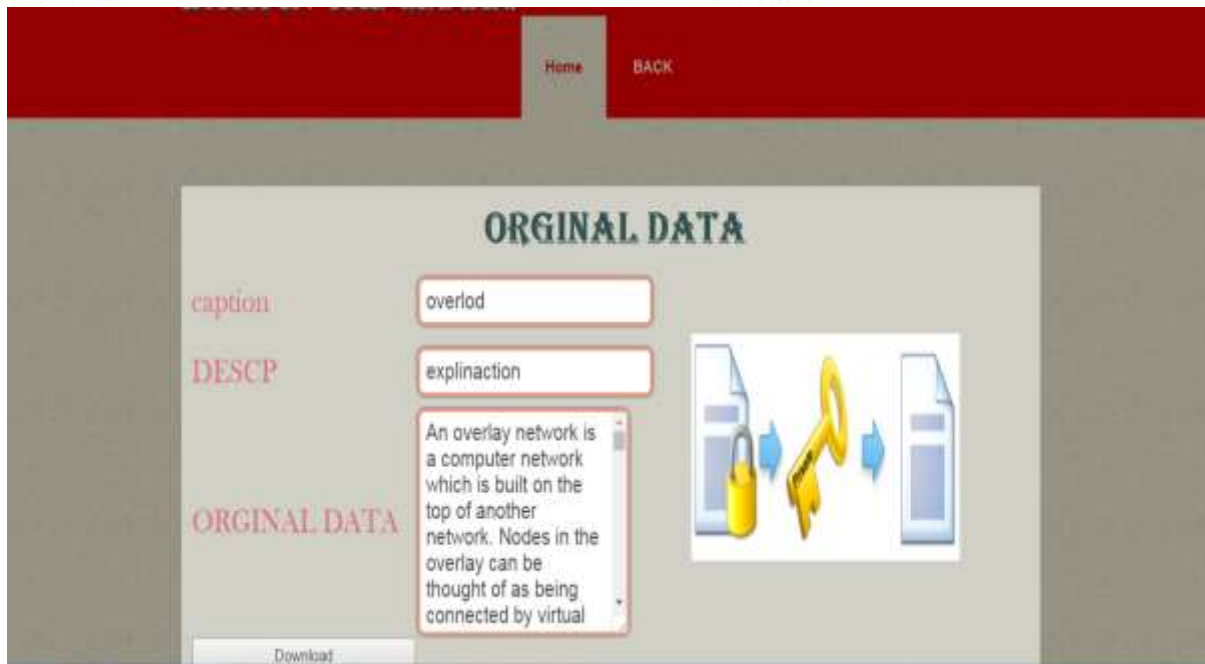 Home BACK
ORGINAL DATA
caption overlod
DESCP explinaction
ORGINAL DATA
An overlay network is
a computer network
which is built on the
top of another
network. Nodes in the
overlay can be
thought of as being
connected by virtual
Download